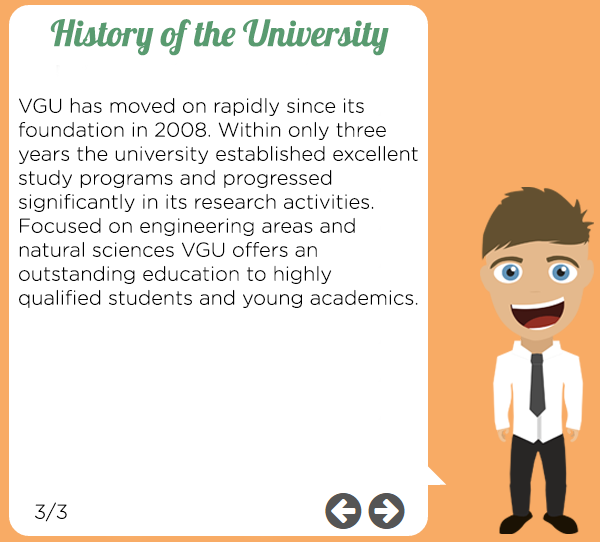 History of the University
VGU has moved on rapidly since its
foundation in 2008. Within only three
years the university established excellent
study programs and progressed
significantly in its research activities.
Focused on engineering areas and
natural sciences VGU offers an
outstanding education to highly
qualified students and young academics.
3/3